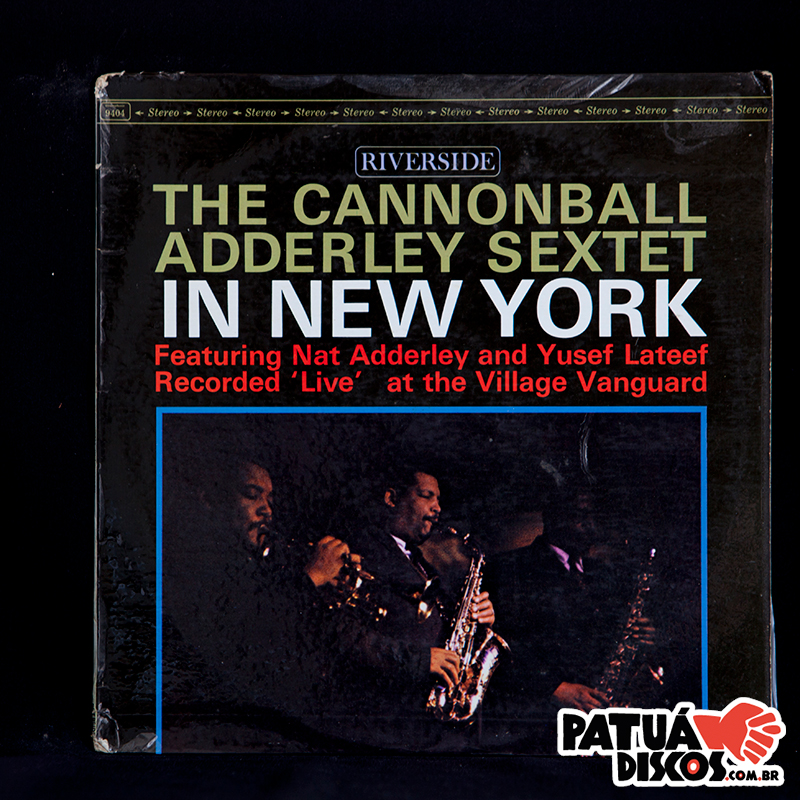 9404 ← Stereo → Stereo ← Stereo → Stereo ← Stereo → Stereo ← Stereo → Stereo ← Stereo → Stereo ← Stereo → Stereo ← Stereo
RIVERSIDE
THE CANNONBALL
ADDERLEY SEXTET
IN NEW YORK
Featuring Nat Adderley and Yusef Lateef
Recorded ‘Live’ at the Village Vanguard
PATUÁ
DISCOS.COM.BR